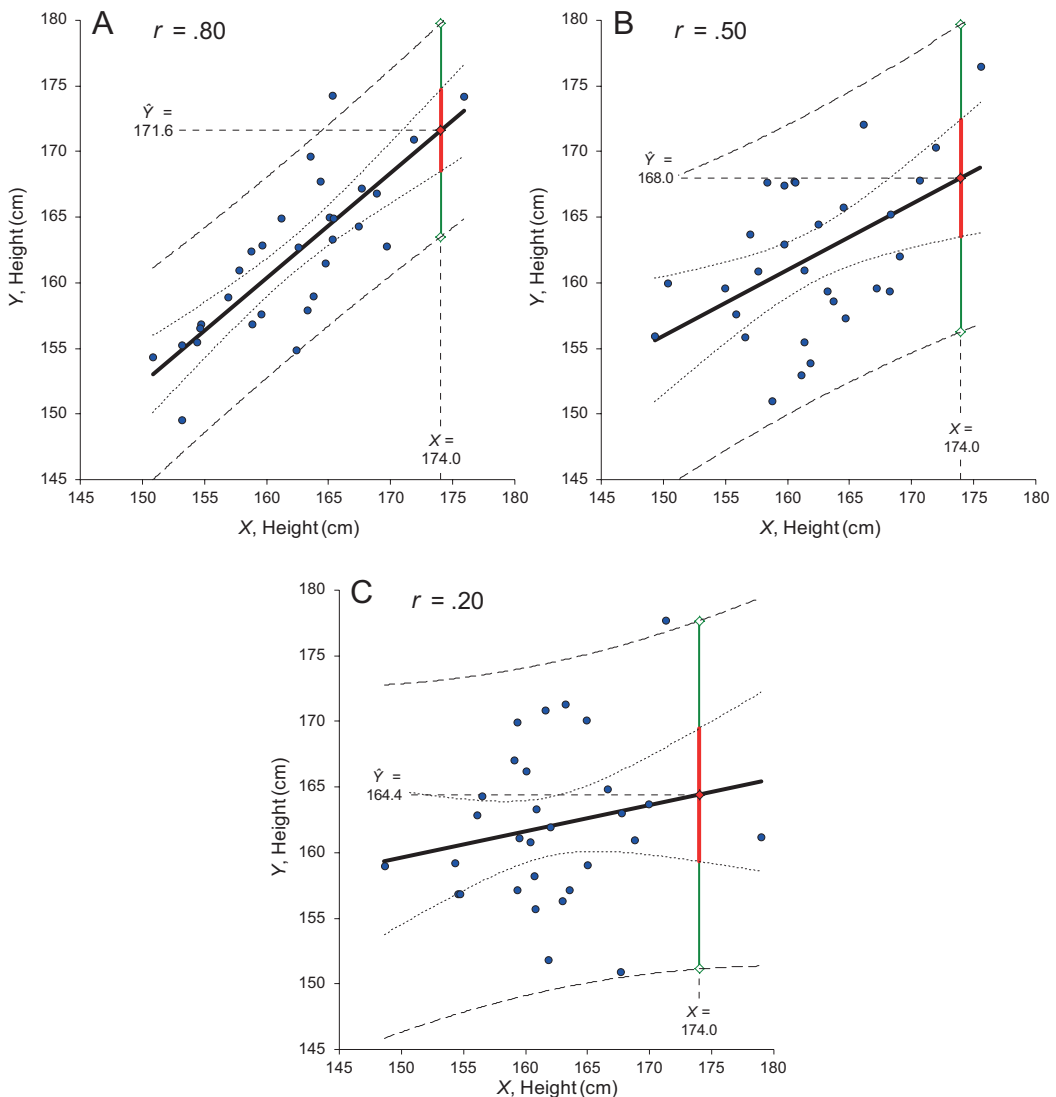 A
r = .80
180
175
170
165
160
155
150
145
Y, Height (cm)
Ŷ =
171.6
X =
174.0
145 150 155 160 165 170 175 180
X, Height (cm)
B
r = .50
180
175
170
165
160
155
150
145
Y, Height (cm)
Ŷ =
168.0
X =
174.0
145 150 155 160 165 170 175 180
X, Height (cm)
C
r = .20
180
175
170
165
160
155
150
145
Y, Height (cm)
Ŷ =
164.4
X =
174.0
145 150 155 160 165 170 175 180
X, Height (cm)